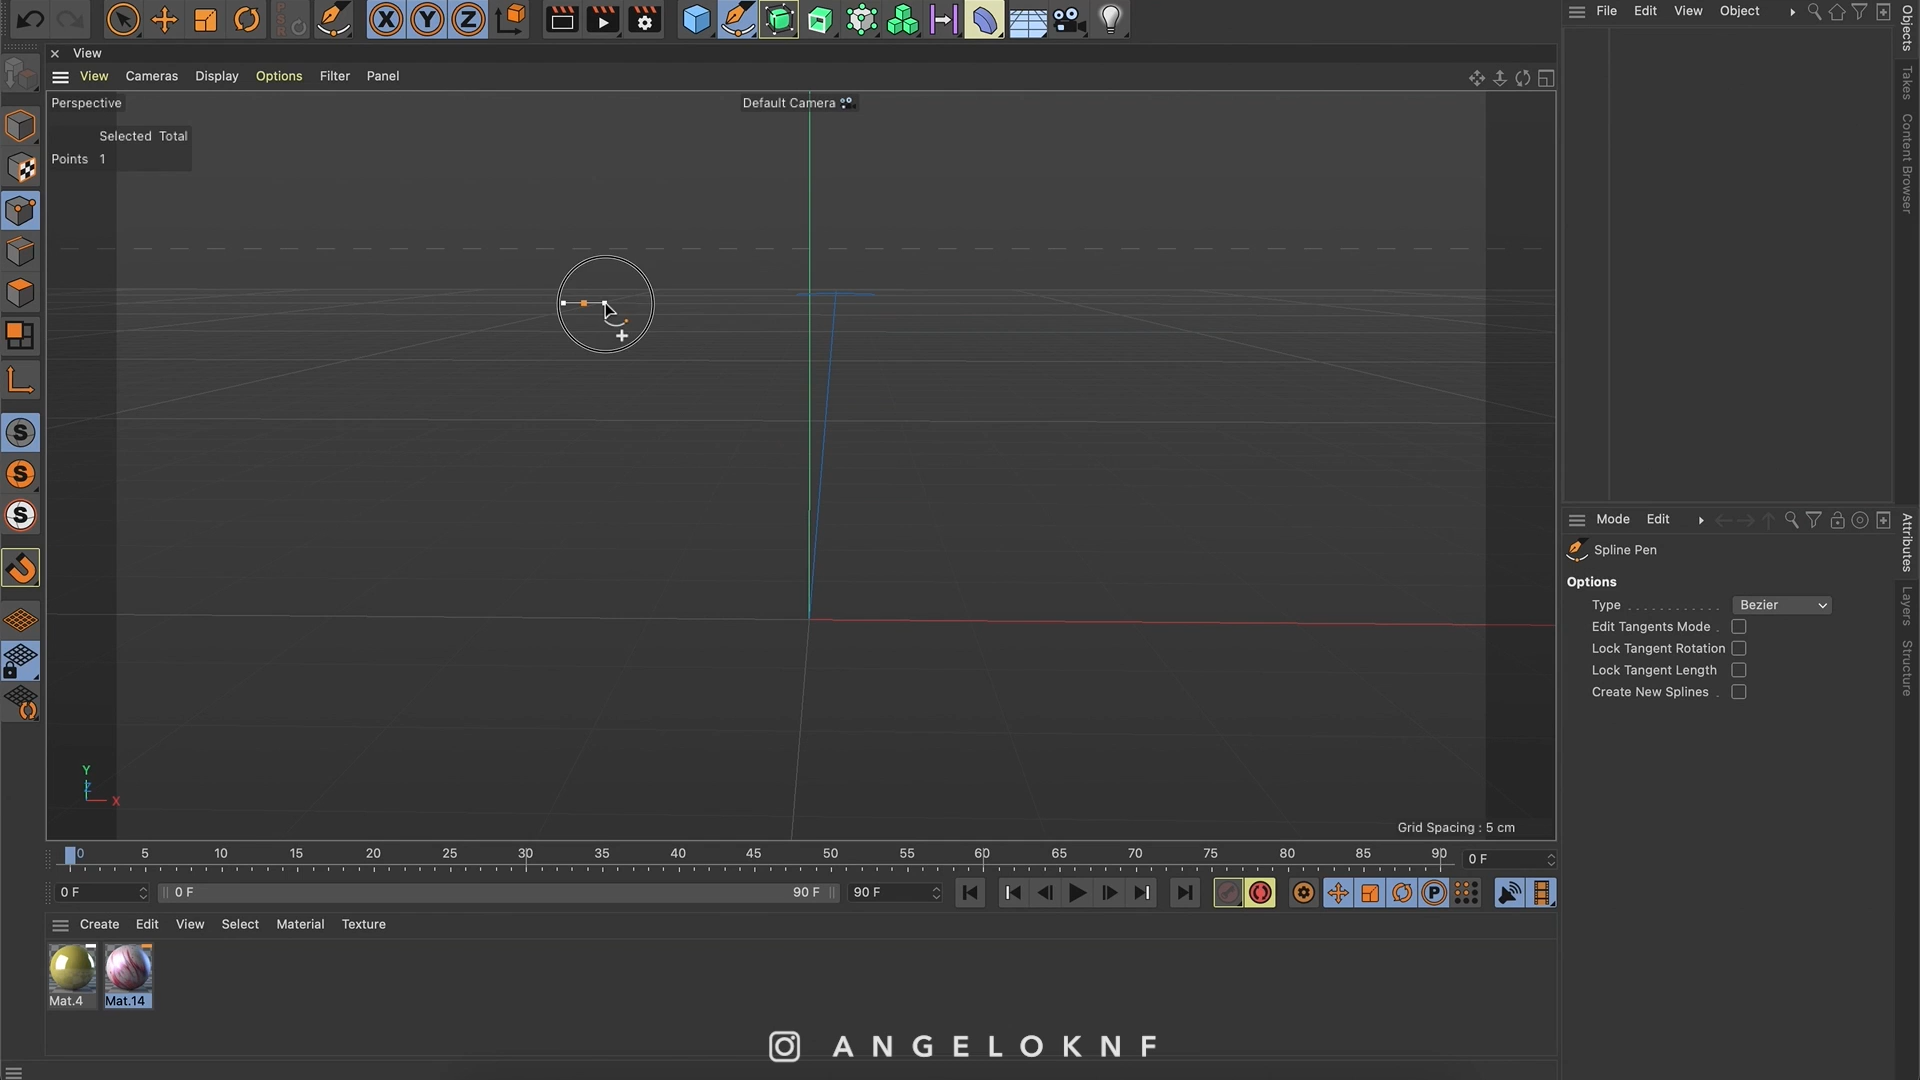 File Edit View Object
Objects
Takes
Content Browser
View
View Cameras Display Options Filter Panel
Perspective
Default Camera
Selected Total
Points 1
Mode Edit
Attributes
Layers
Structure
Spline Pen
Options
Type Bezier
Edit Tangents Mode
Lock Tangent Rotation
Lock Tangent Length
Create New Splines
Y
Z
X
Grid Spacing : 5 cm
0 5 10 15 20 25 30 35 40 45 50 55 60 65 70 75 80 85 90 0 F
0 F 0 F 90 F 90 F
Create Edit View Select Material Texture
Mat.4 Mat.14
ANGELOKNF